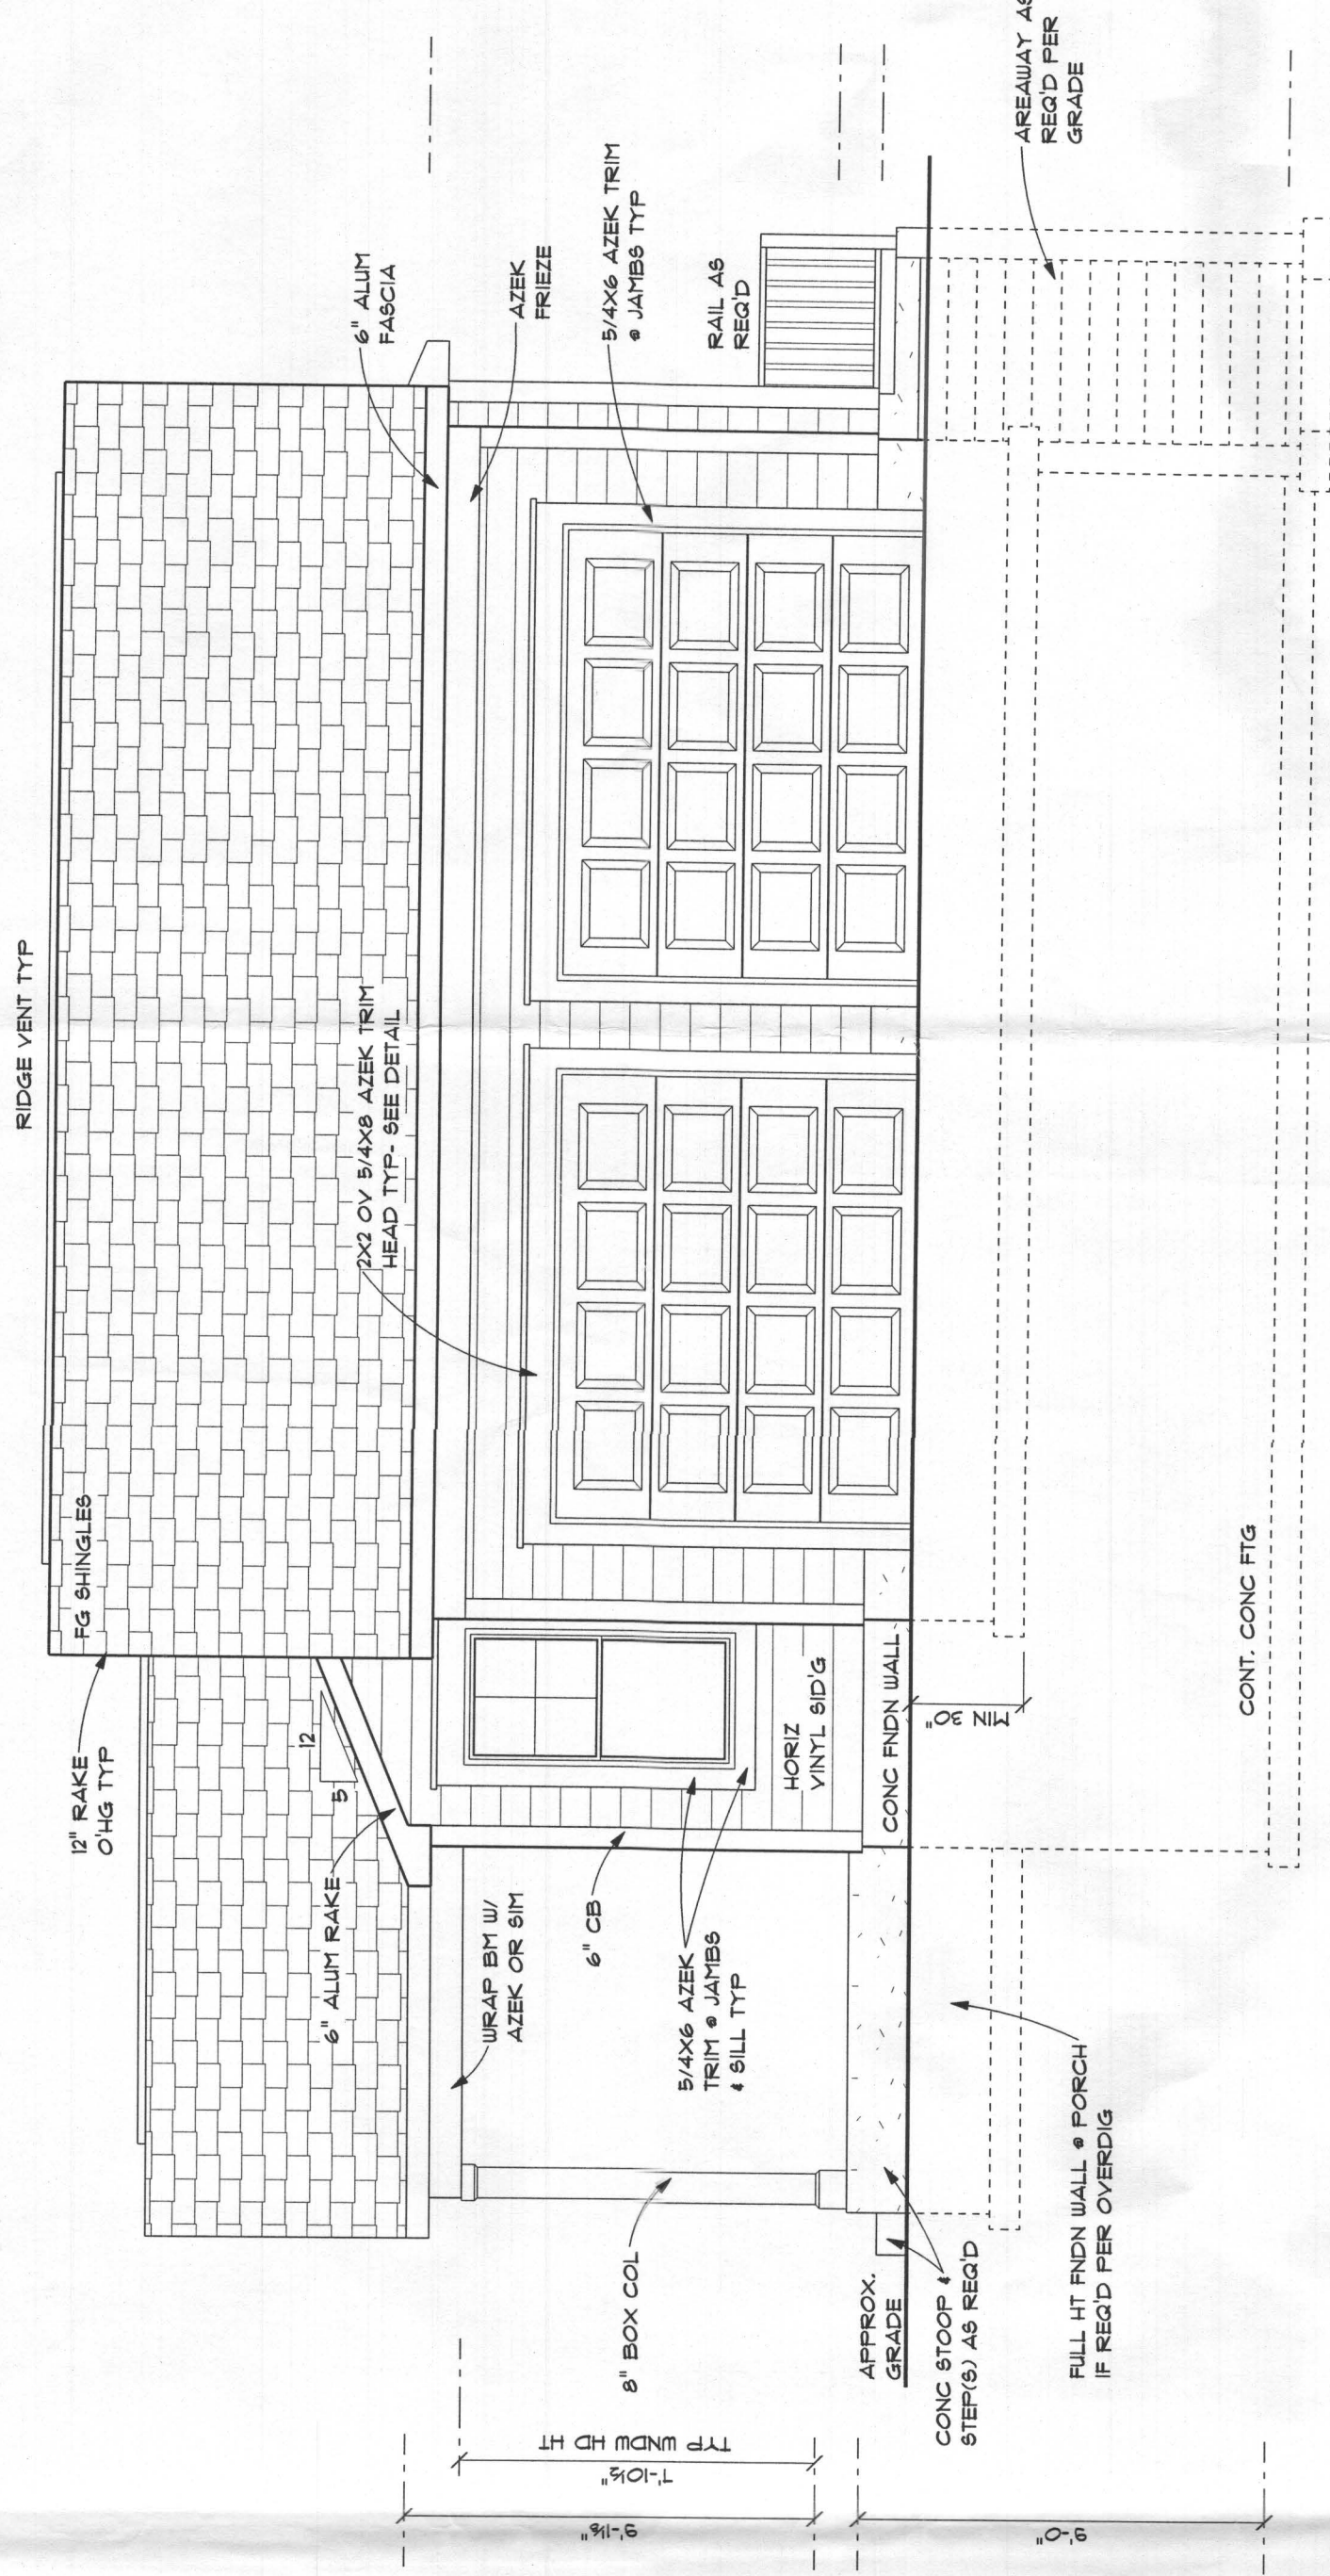 RIDGE VENT TYP
FG SHINGLES
12" RAKE
O'HG TYP
12
5
2X2 OV 5/4X8 AZEK TRIM
HEAD TYP- SEE DETAIL
6" ALUM
FASCIA
6" ALUM RAKE
AZEK
FRIEZE
WRAP BM W/
AZEK OR SIM
5/4X6 AZEK TRIM
@ JAMBS TYP
6" CB
8" BOX COL
5/4X6 AZEK
TRIM @ JAMBS
& SILL TYP
RAIL AS
REQ'D
HORIZ
VINYL SID'G
7'-10½"
TYP WNDW HD HT
9'-1⅛"
CONC FNDN WALL
APPROX.
GRADE
CONC STOOP &
STEP(S) AS REQ'D
MIN 30"
AREAWAY AS
REQ'D PER
GRADE
FULL HT FNDN WALL @ PORCH
IF REQ'D PER OVERDIG
9'-0"
CONT. CONC FTG